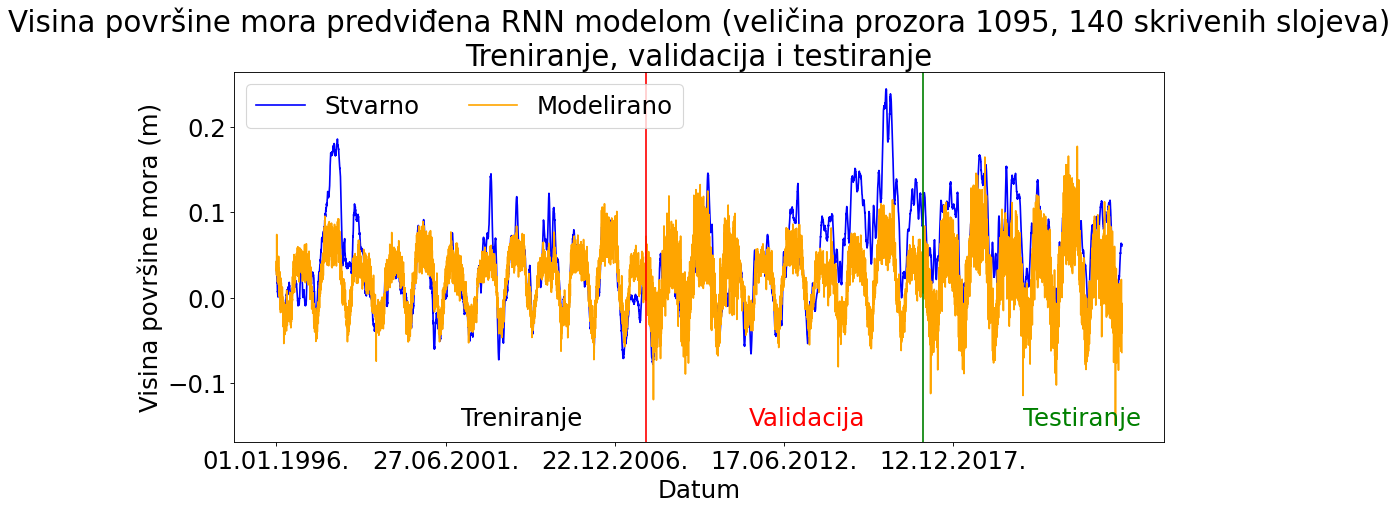 Visina površine mora predviđena RNN modelom (veličina prozora 1095, 140 skrivenih slojeva)
Treniranje, validacija i testiranje
Stvarno
Modelirano
Visina površine mora (m)
0.2
0.1
0.0
−0.1
Treniranje
Validacija
Testiranje
01.01.1996.
27.06.2001.
22.12.2006.
17.06.2012.
12.12.2017.
Datum